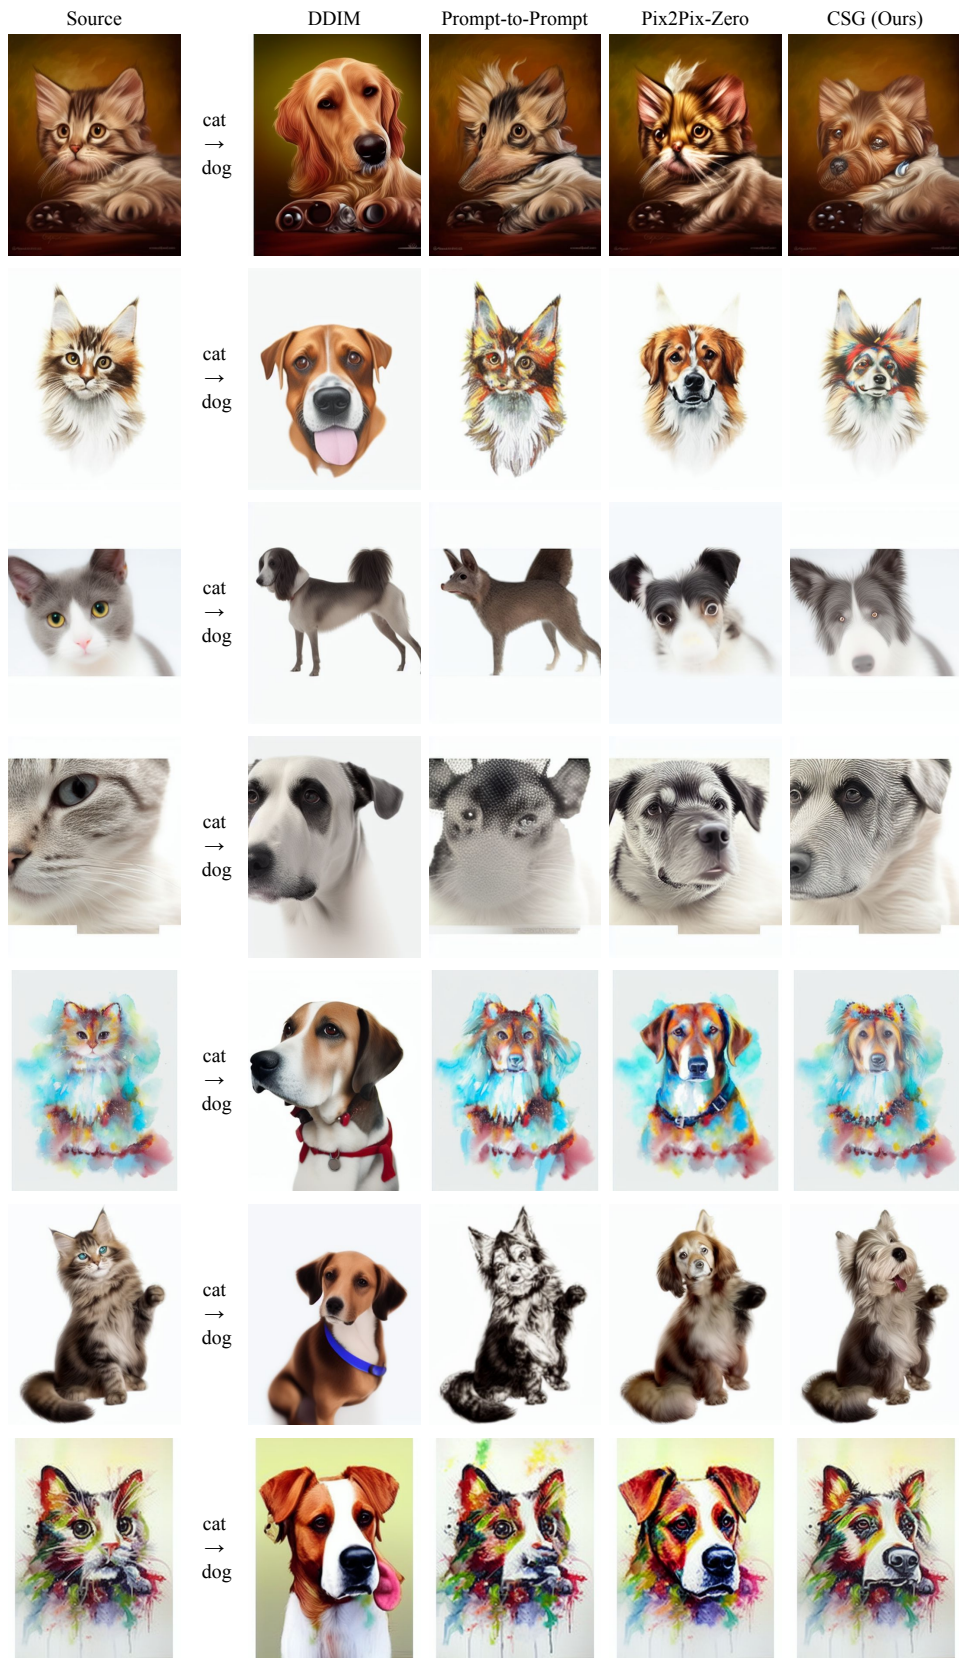 Source
DDIM
Prompt-to-Prompt
Pix2Pix-Zero
CSG (Ours)
cat
→
dog
cat
→
dog
cat
→
dog
cat
→
dog
cat
→
dog
cat
→
dog
cat
→
dog